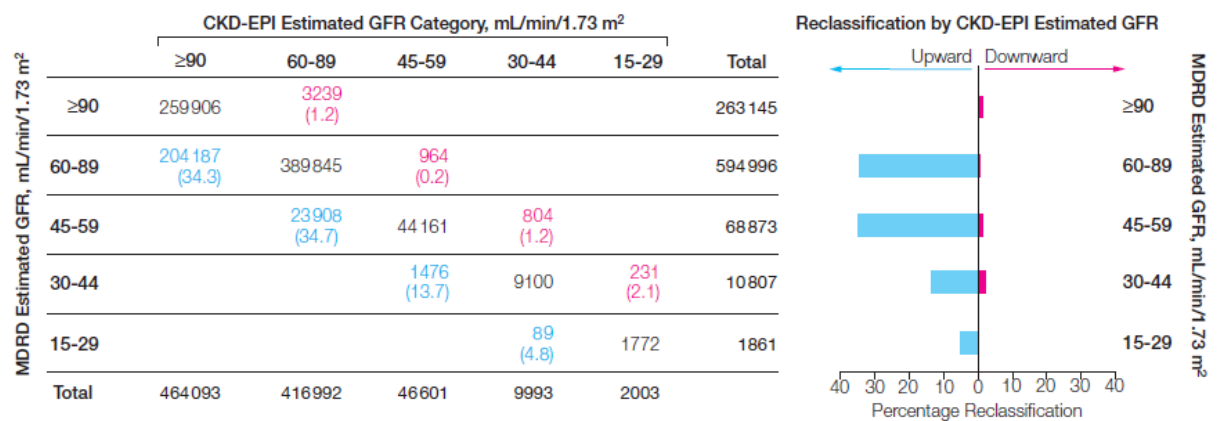 CKD-EPI Estimated GFR Category, mL/min/1.73 m²
MDRD Estimated GFR, mL/min/1.73 m²
≥90 60-89 45-59 30-44 15-29 Total
≥90 259906 3239 263145
(1.2)
60-89 204187 389845 964 594996
(34.3) (0.2)
45-59 23908 44161 804 68873
(34.7) (1.2)
30-44 1476 9100 231 10807
(13.7) (2.1)
15-29 89 1772 1861
(4.8)
Total 464093 416992 46601 9993 2003
Reclassification by CKD-EPI Estimated GFR
Upward Downward
≥90
60-89
45-59
30-44
15-29
MDRD Estimated GFR, mL/min/1.73 m²
40 30 20 10 0 10 20 30 40
Percentage Reclassification